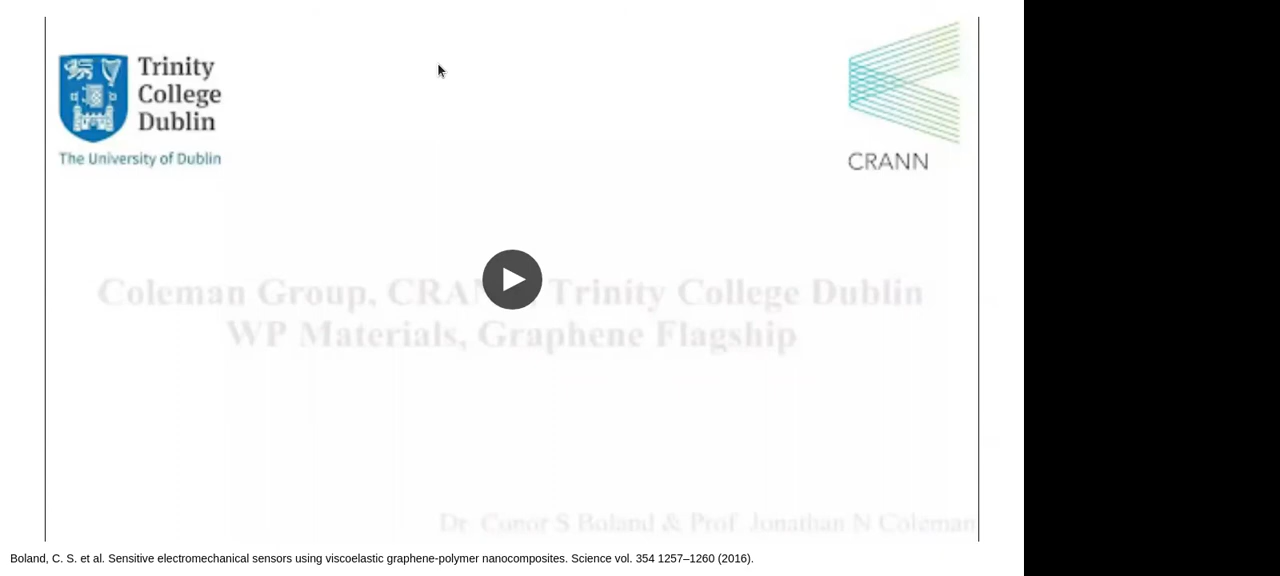 Trinity
College
Dublin
The University of Dublin
CRANN
Coleman Group, Trinity College Dublin
WP Materials, Graphene Flagship
Dr. Conor S Boland & Prof. Jonathan N Coleman
Boland, C. S. et al. Sensitive electromechanical sensors using viscoelastic graphene-polymer nanocomposites. Science vol. 354 1257–1260 (2016).